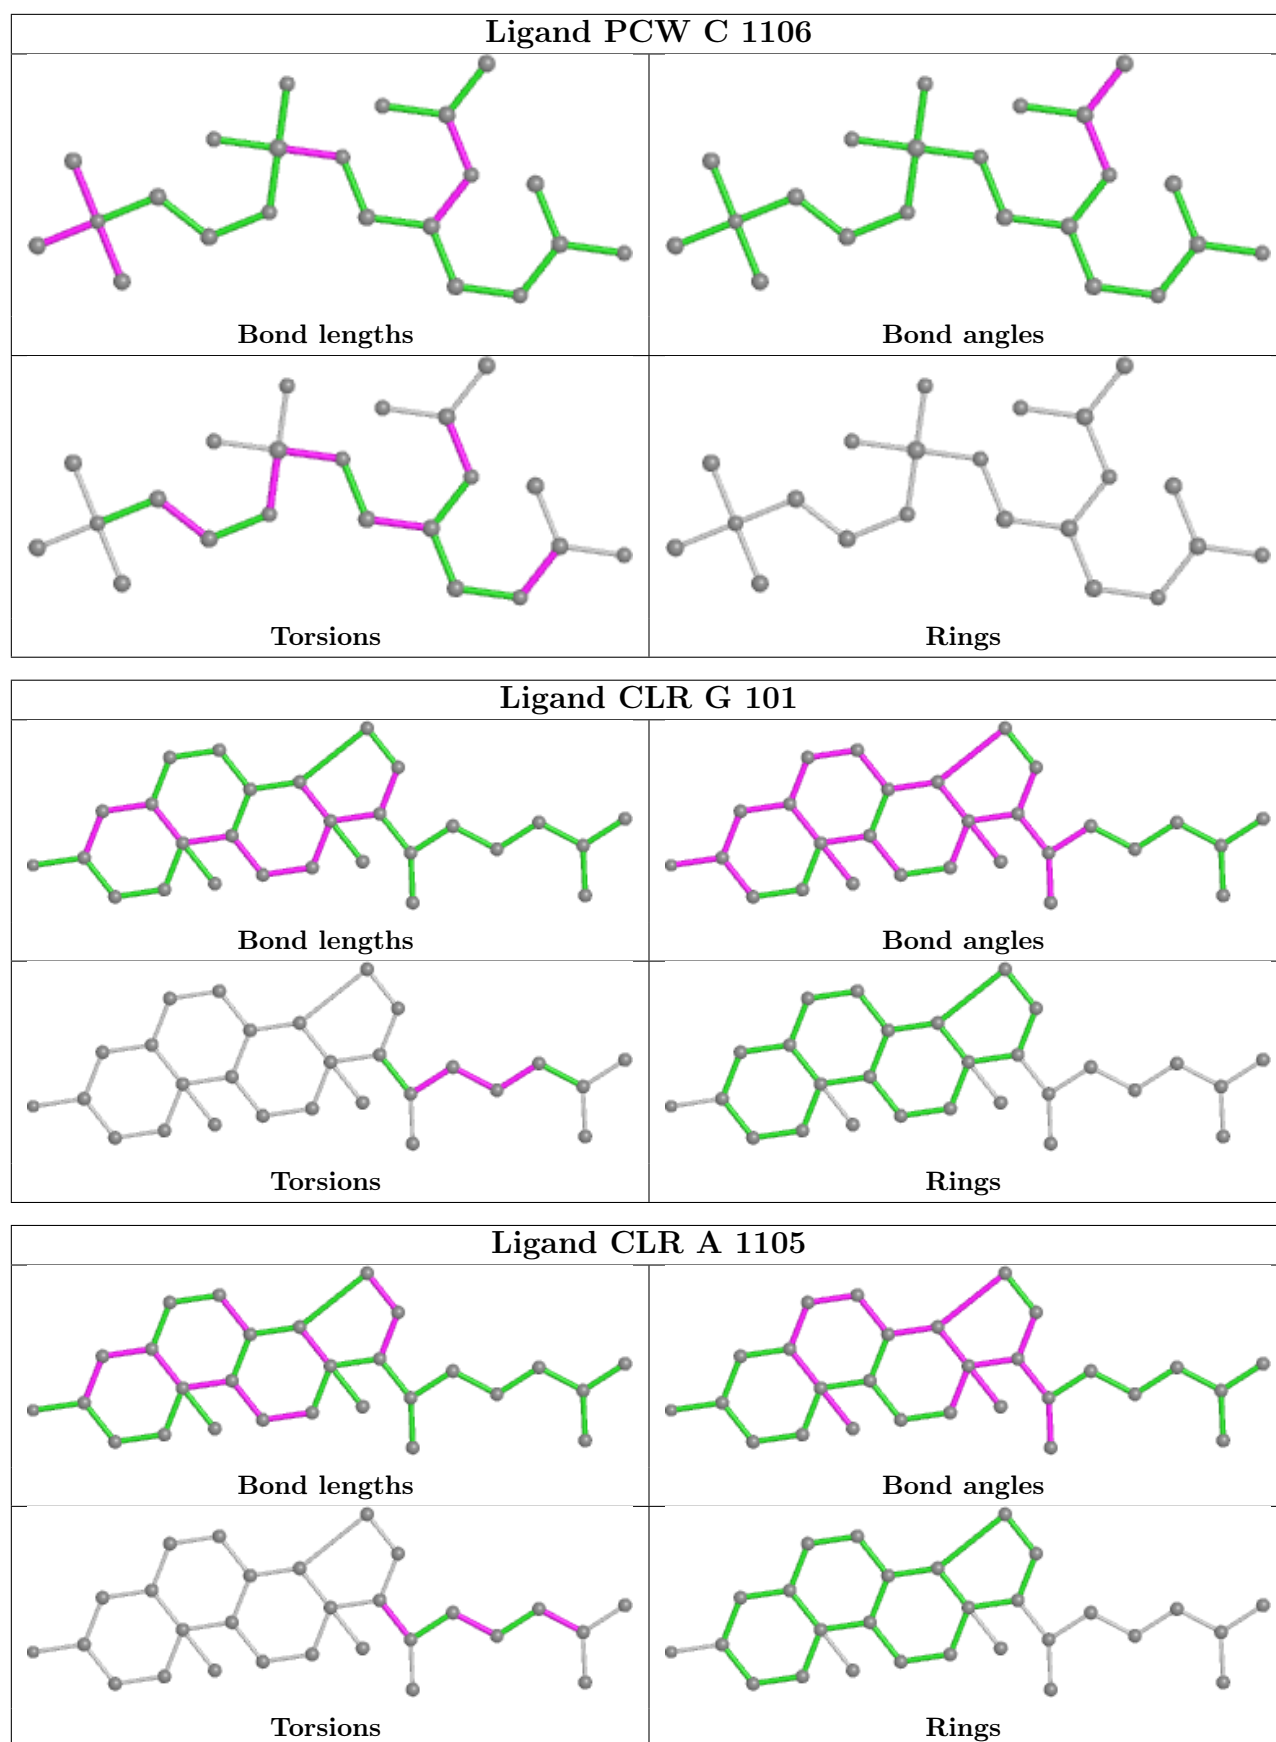 Ligand PCW C 1106
Bond lengths
Bond angles
Torsions
Rings
Ligand CLR G 101
Bond lengths
Bond angles
Torsions
Rings
Ligand CLR A 1105
Bond lengths
Bond angles
Torsions
Rings